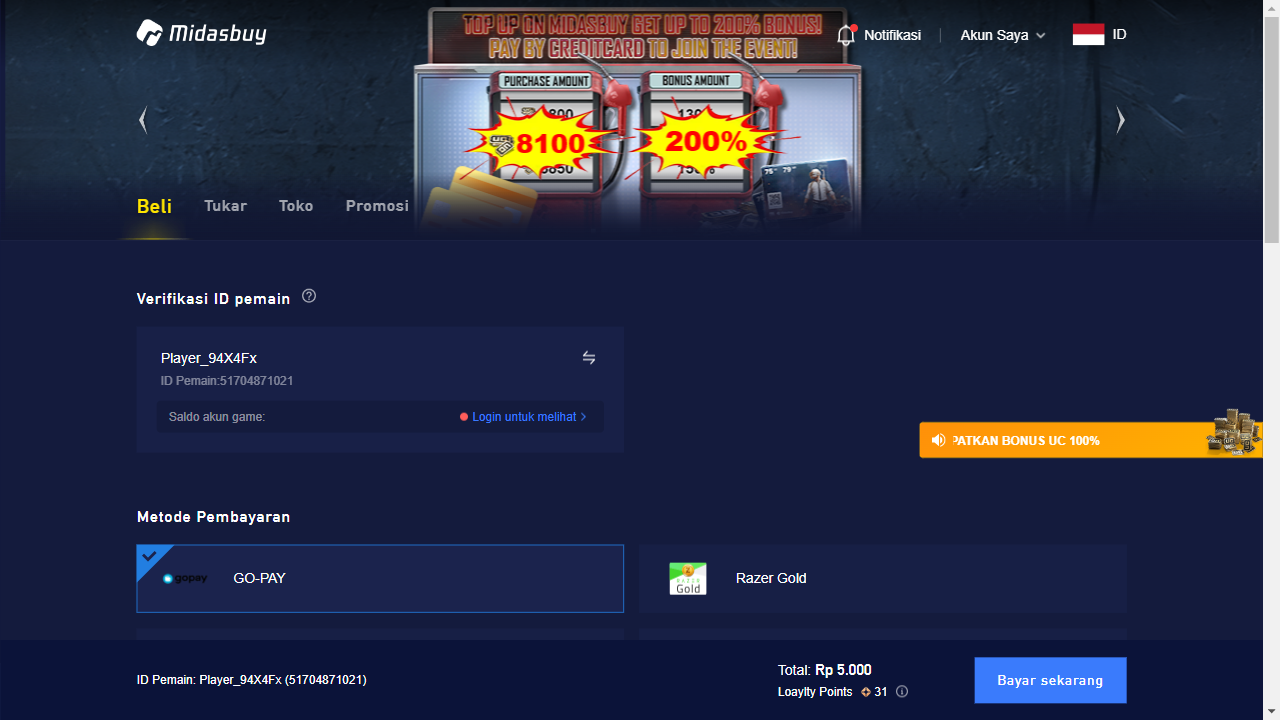 Midasbuy
TOP UP ON MIDASBUY GET UP TO 200% BONUS!
PAY BY CREDITCARD TO JOIN THE EVENT!
Notifikasi
Akun Saya
ID
PURCHASE AMOUNT
BONUS AMOUNT
8100
200%
Beli
Tukar
Toko
Promosi
Verifikasi ID pemain
Player_94X4Fx
ID Pemain:51704871021
Saldo akun game:
Login untuk melihat
PATKAN BONUS UC 100%
Metode Pembayaran
gopay
GO-PAY
RAZER
Gold
Razer Gold
ID Pemain: Player_94X4Fx (51704871021)
Total: Rp 5.000
Loaylty Points 31
Bayar sekarang